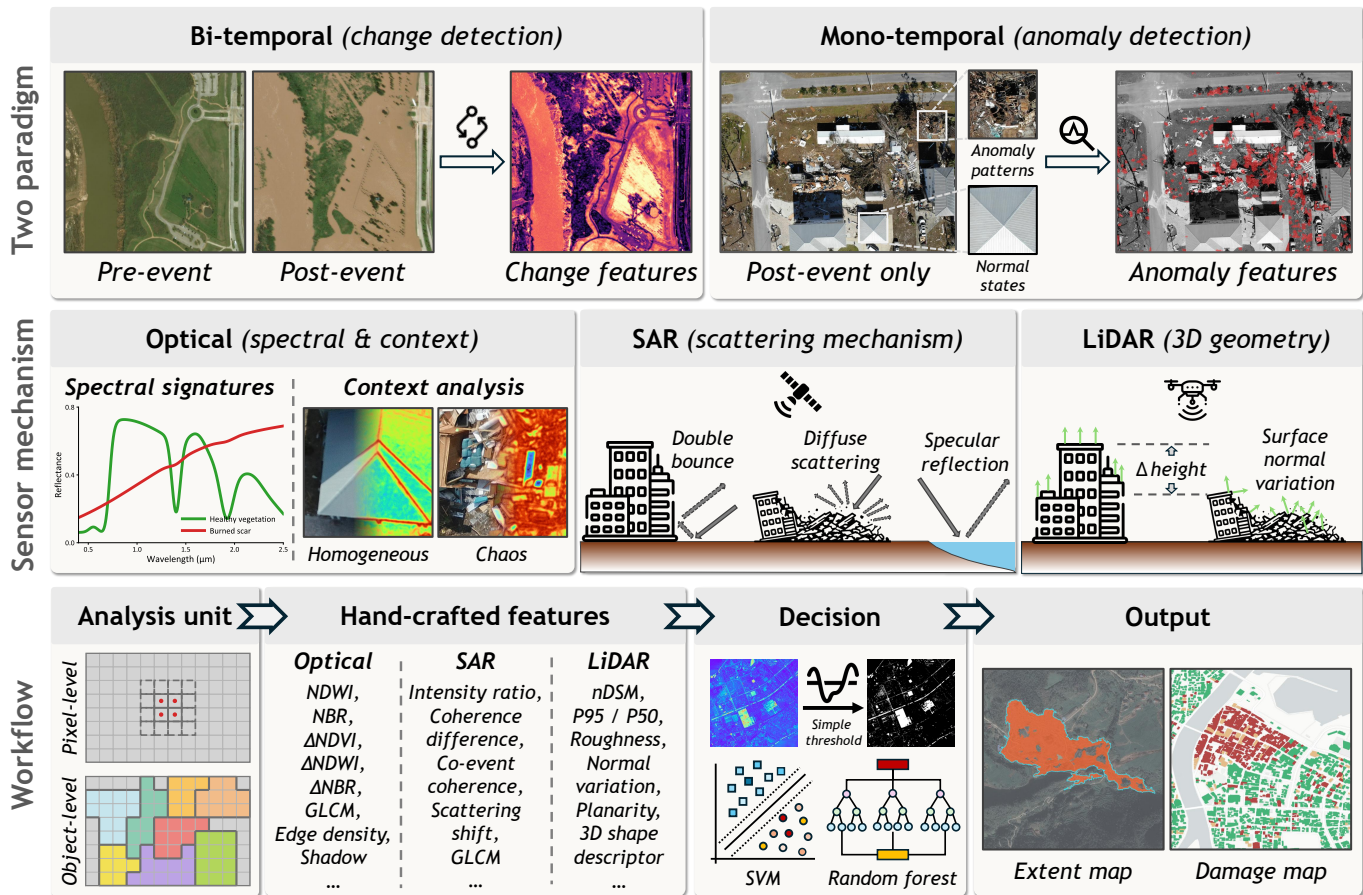 Two paradigm
Bi-temporal (change detection)
Pre-event
Post-event
Change features
Mono-temporal (anomaly detection)
Post-event only
Anomaly
patterns
Normal
states
Anomaly features
Sensor mechanism
Optical (spectral & context)
Spectral signatures
0.8
0.4
0.0
Reflectance
Healthy vegetation
Burned scar
0.5
1.0
1.5
2.0
2.5
Wavelength (μm)
Context analysis
Homogeneous
Chaos
SAR (scattering mechanism)
Double
bounce
Diffuse
scattering
Specular
reflection
LiDAR (3D geometry)
Δ height
Surface
normal
variation
Workflow
Analysis unit
Pixel-level
Object-level
Hand-crafted features
Optical
NDWI,
NBR,
ΔNDVI,
ΔNDWI,
ΔNBR,
GLCM,
Edge density,
Shadow
...
SAR
Intensity ratio,
Coherence
difference,
Co-event
coherence,
Scattering
shift,
GLCM
...
LiDAR
nDSM,
P95 / P50,
Roughness,
Normal
variation,
Planarity,
3D shape
descriptor
...
Decision
Simple
threshold
SVM
Random forest
Output
Extent map
Damage map